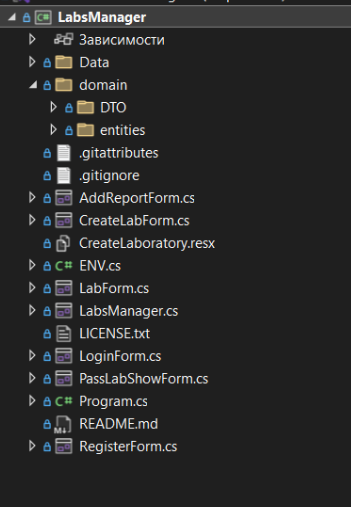 LabsManager
Зависимости
Data
domain
DTO
entities
.gitattributes
.gitignore
AddReportForm.cs
CreateLabForm.cs
CreateLaboratory.resx
C# ENV.cs
LabForm.cs
LabsManager.cs
LICENSE.txt
LoginForm.cs
PassLabShowForm.cs
C# Program.cs
README.md
RegisterForm.cs